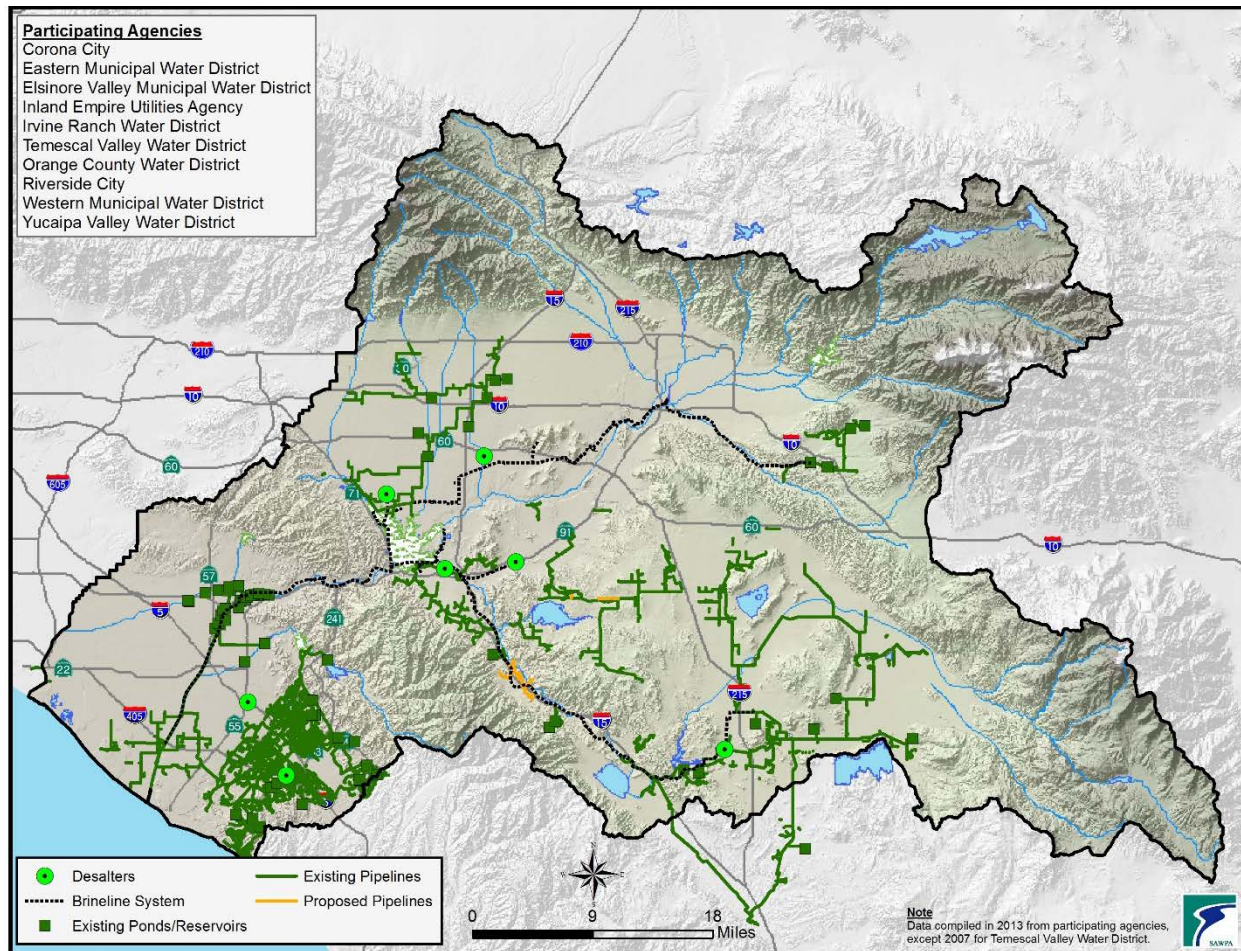 Participating Agencies
Corona City
Eastern Municipal Water District
Elsinore Valley Municipal Water District
Inland Empire Utilities Agency
Irvine Ranch Water District
Temescal Valley Water District
Orange County Water District
Riverside City
Western Municipal Water District
Yucaipa Valley Water District
15
215
210
210
10
10
60
10
60
605
71
91
60
10
57
5
241
22
215
405
55
15
Desalters
Brineline System
Existing Ponds/Reservoirs
Existing Pipelines
Proposed Pipelines
0 9 18
Miles
Note
Data compiled in 2013 from participating agencies,
except 2007 for Temescal Valley Water District.
SAWPA